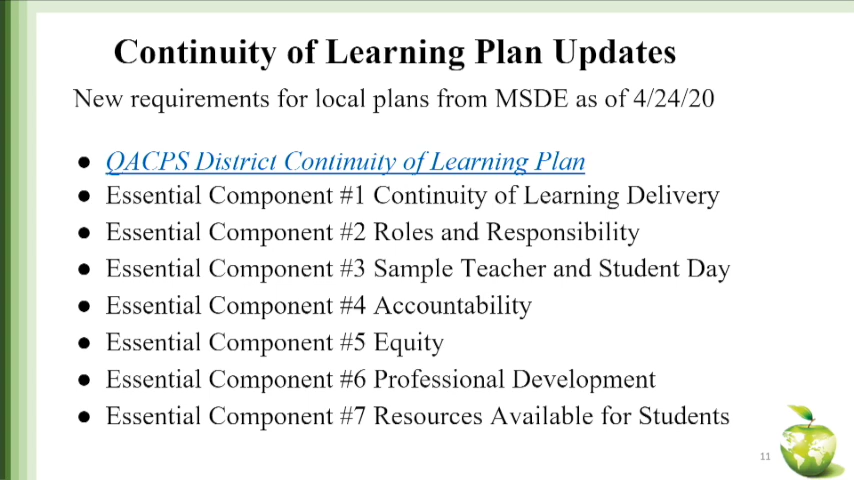 Continuity of Learning Plan Updates
New requirements for local plans from MSDE as of 4/24/20
● QACPS District Continuity of Learning Plan
● Essential Component #1 Continuity of Learning Delivery
● Essential Component #2 Roles and Responsibility
● Essential Component #3 Sample Teacher and Student Day
● Essential Component #4 Accountability
● Essential Component #5 Equity
● Essential Component #6 Professional Development
● Essential Component #7 Resources Available for Students
11